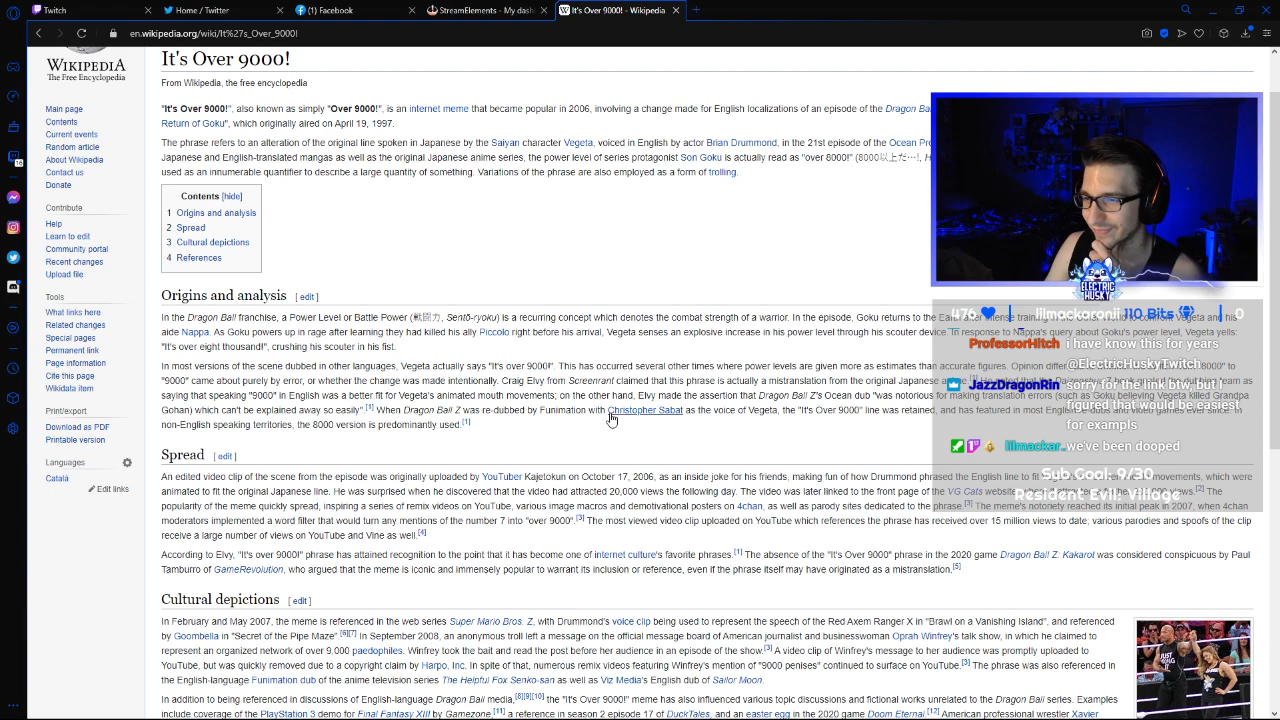 Twitch
Home / Twitter
(1) Facebook
StreamElements - My dash
It's Over 9000! - Wikipedia
en.wikipedia.org/wiki/It%27s_Over_9000!
WIKIPEDIA
The Free Encyclopedia
Main page
Contents
Current events
Random article
About Wikipedia
Contact us
Donate
Contribute
Help
Learn to edit
Community portal
Recent changes
Upload file
Tools
What links here
Related changes
Special pages
Permanent link
Page information
Cite this page
Wikidata item
Print/export
Download as PDF
Printable version
Languages
Català
Edit links
It's Over 9000!
From Wikipedia, the free encyclopedia
"It's Over 9000!", also known as simply "Over 9000!", is an internet meme that became popular in 2006, involving a change made for English localizations of an episode of the Dragon Ba
Return of Goku", which originally aired on April 19, 1997.
The phrase refers to an alteration of the original line spoken in Japanese by the Saiyan character Vegeta, voiced in English by actor Brian Drummond, in the 21st episode of the Ocean Pro
Japanese and English-translated mangas as well as the original Japanese anime series, the power level of series protagonist Son Goku is actually read as "over 8000!" (8000以上だ…!, H
used as an innumerable quantifier to describe a large quantity of something. Variations of the phrase are also employed as a form of trolling.
Contents [hide]
1 Origins and analysis
2 Spread
3 Cultural depictions
4 References
Origins and analysis [ edit ]
In the Dragon Ball franchise, a Power Level or Battle Power (戦闘力, Sentō-ryoku) is a recurring concept which denotes the combat strength of a warrior. In the episode, Goku returns to the Earth after intense training to confront Vegeta and his
aide Nappa. As Goku powers up in rage after learning they had killed his ally Piccolo right before his arrival, Vegeta senses an explosive increase in his power level through his scouter device. In response to Nappa's query about Goku's power level, Vegeta yells:
"It's over eight thousand!", crushing his scouter in his fist.
In most versions of the scene dubbed in other languages, Vegeta actually says "It's over 9000!". This has occurred several other times where power levels are given more as estimates than accurate figures. Opinion differs 8000" to
"9000" came about purely by error, or whether the change was made intentionally. Craig Elvy from Screenrant claimed that this phrase is actually a mistranslation from the original Japanese team as
saying that speaking "9000" in English was a better fit for Vegeta's animated mouth movements. On the other hand, Elvy made the assertion that Dragon Ball Z's Ocean dub "was notorious for making translation errors (such as Goku believing Vegeta killed Grandpa
Gohan) which can't be explained away so easily".[1] When Dragon Ball Z was re-dubbed by Funimation with Christopher Sabat as the voice of Vegeta, the "It's Over 9000" line was retained, and has featured in most English
non-English speaking territories, the 8000 version is predominantly used.[1]
Spread [ edit ]
An edited video clip of the scene from the episode was originally uploaded by YouTuber Kajetokun on October 17, 2006, as an inside joke for his friends, making fun of how Drummond phrased the English line to fit movements, which were
animated to fit the original Japanese line. He was surprised when he discovered that the video had attracted 20,000 views the following day. The video was later linked to the front page of the VG Cats website [2] The
popularity of the meme quickly spread, inspiring a series of remix videos on YouTube, various image macros and demotivational posters on 4chan, as well as parody sites dedicated to the phrase.[3] The meme's notoriety reached its initial peak in 2007, when 4chan
moderators implemented a word filter that would turn any mentions of the number 7 into "over 9000".[3] The most viewed video clip uploaded on YouTube which references the phrase has received over 15 million views to date; various parodies and spoofs of the clip
receive a large number of views on YouTube and Vine as well.[4]
According to Elvy, "It's over 9000!" phrase has attained recognition to the point that it has become one of internet culture's favorite phrases.[1] The absence of the "It's Over 9000" phrase in the 2020 game Dragon Ball Z: Kakarot was considered conspicuous by Paul
Tamburro of GameRevolution, who argued that the meme is iconic and immensely popular to warrant its inclusion or reference, even if the phrase itself may have originated as a mistranslation.[5]
Cultural depictions [ edit ]
In February and May 2007, the meme is referenced in the web series Super Mario Bros. Z, with Drummond's voice clip being used to represent the speech of the Red Axem Ranger X in "Brawl on a Vanishing Island", and referenced
by Goombella in "Secret of the Pipe Maze".[6][7] In September 2008, an anonymous troll left a message on the official message board of American journalist and businesswoman Oprah Winfrey's talk show, in which he claimed to
represent an organized network of over 9,000 paedophiles. Winfrey took the bait and read the post before her audience in an episode of the show.[3] A video clip of Winfrey's message to her audience was promptly uploaded to
YouTube, but was quickly removed due to a copyright claim by Harpo, Inc. In spite of that, numerous remix videos featuring Winfrey's mention of "9000 penises" continued to surface on YouTube.[3] The phrase was also referenced in
the English-language Funimation dub of the anime television series The Helpful Fox Senko-san as well as Viz Media's English dub of Sailor Moon.
In addition to being referenced in discussions of English-language Dragon Ball media,[8][9][10] the "It's Over 9000!" meme has also influenced various topic discussions and fictional works unrelated to the Dragon Ball series. Examples
include coverage of the PlayStation 3 demo for Final Fantasy XIII by Gamezone,[11] a reference in season 2 episode 17 of DuckTales, and an easter egg in the 2020 game Doom Eternal.[12] American professional wrestler Xavier
ELECTRIC
HUSKY
476
lilmackaronii 110 Bits
0
ProfessorHitch i have know this for years
@ElectricHuskyTwitch
JazzDragonRin sorry for linkin btw, but I
figured that would be easiest
for exampls
lilmackar.. we've been dooped
Sub Goal: 9/30
Resident Evil Village